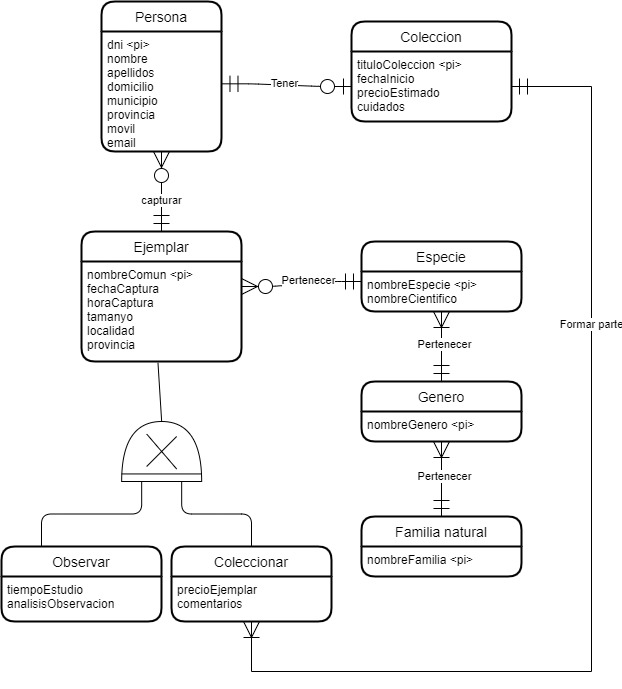 Persona
dni <pi>
nombre
apellidos
domicilio
municipio
provincia
movil
email
Tener
Coleccion
tituloColeccion <pi>
fechaInicio
precioEstimado
cuidados
capturar
Ejemplar
nombreComun <pi>
fechaCaptura
horaCaptura
tamanyo
localidad
provincia
Pertenecer
Especie
nombreEspecie <pi>
nombreCientifico
Formar parte
Pertenecer
Genero
nombreGenero <pi>
Pertenecer
Familia natural
nombreFamilia <pi>
Observar
tiempoEstudio
analisisObservacion
Coleccionar
precioEjemplar
comentarios